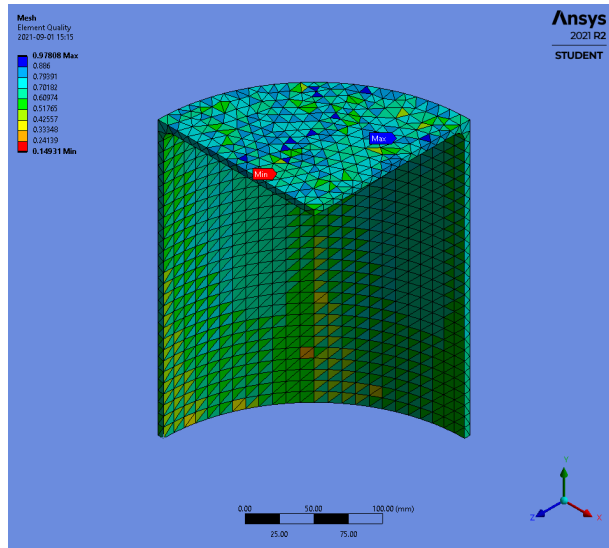 Mesh
Element Quality
2021-09-01 15:15
0.97808 Max
0.886
0.79391
0.70182
0.60974
0.51765
0.42557
0.33348
0.24139
0.14931 Min
Ansys
2021 R2
STUDENT
Max
Min
0.00
50.00
100.00 (mm)
25.00
75.00
Y
Z
X